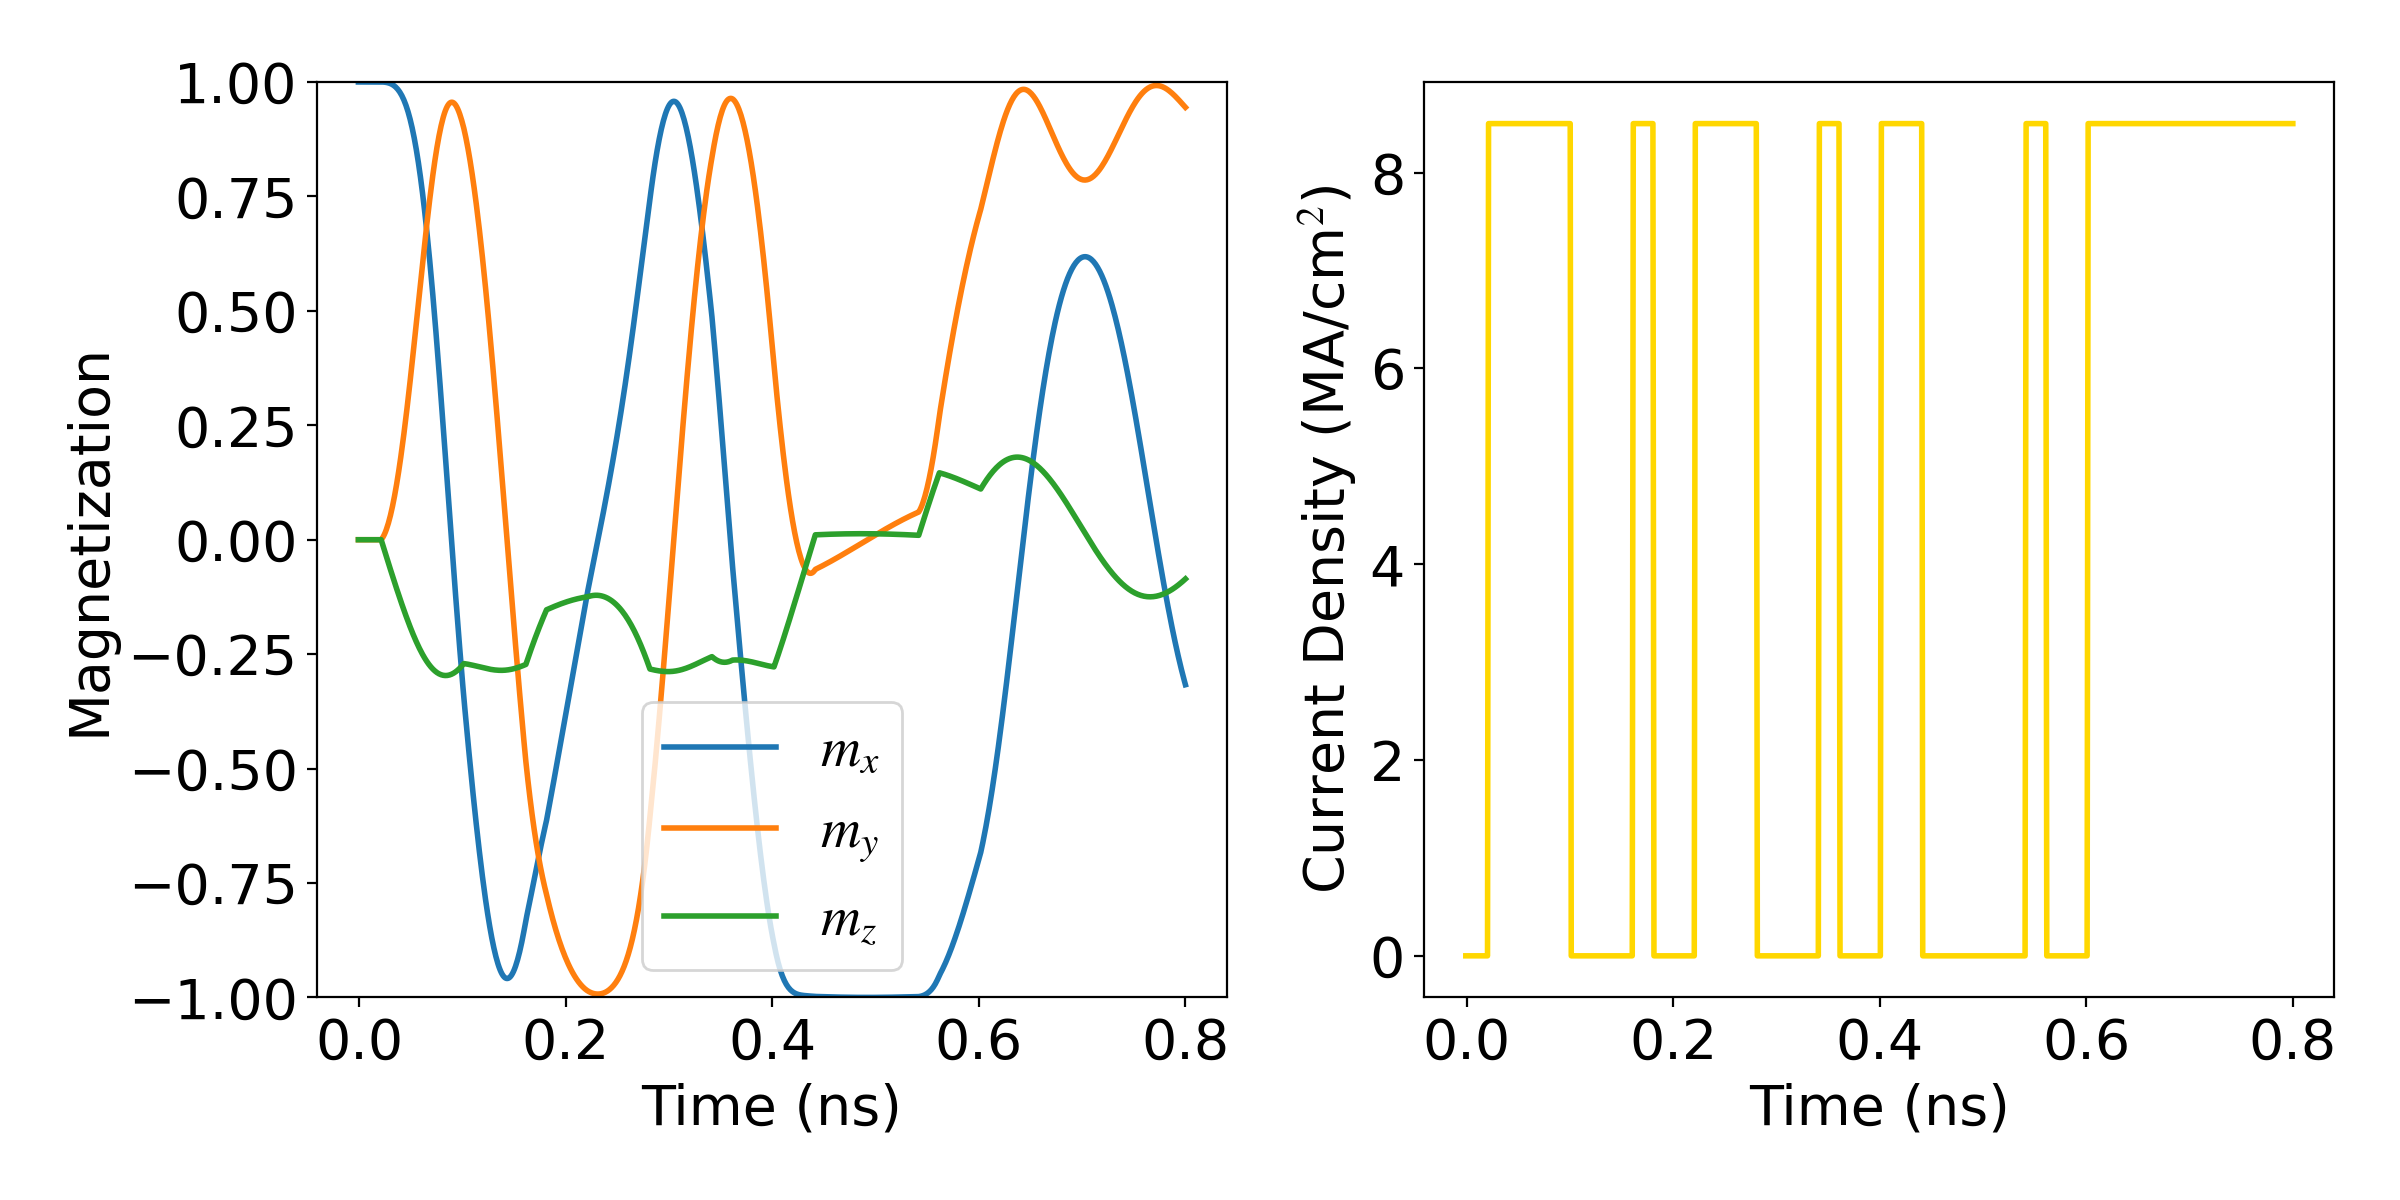 1.00
0.75
0.50
0.25
0.00
−0.25
−0.50
−0.75
−1.00
Magnetization
0.0 0.2 0.4 0.6 0.8
Time (ns)
m_x
m_y
m_z
8
6
4
2
0
Current Density (MA/cm²)
0.0 0.2 0.4 0.6 0.8
Time (ns)